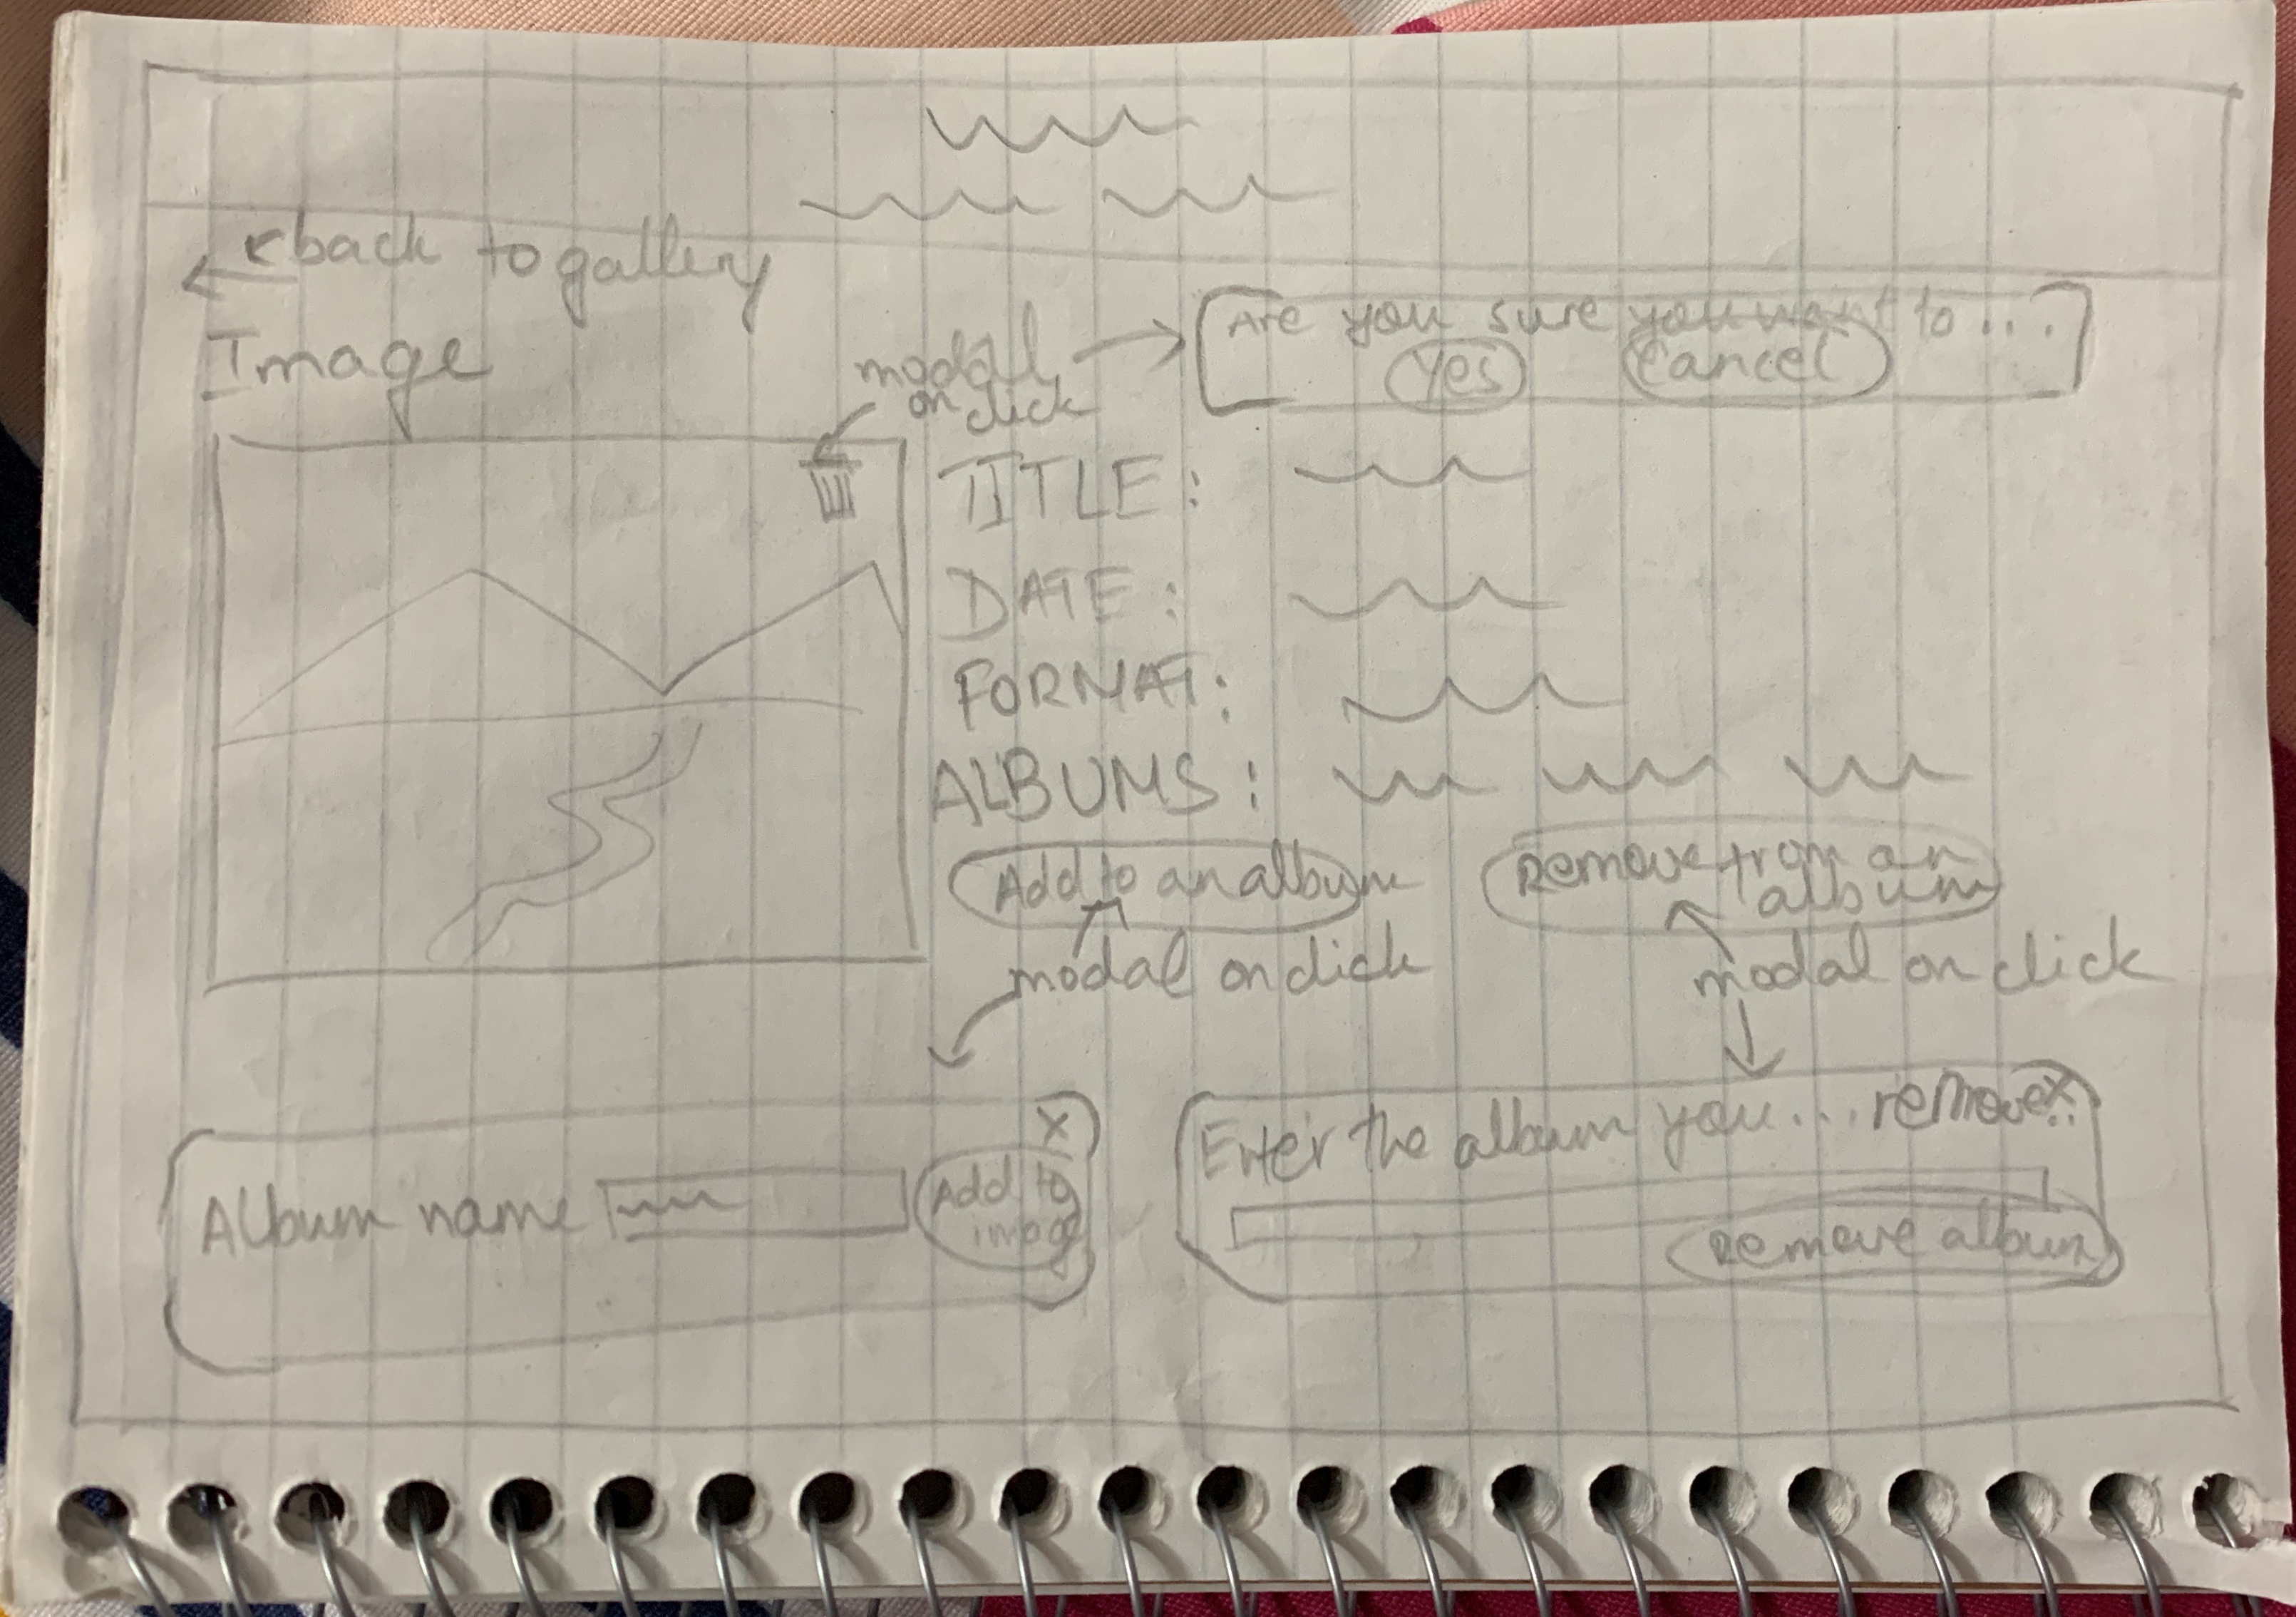 back to gallery
Image
modal
on click
Are you sure you want to ...
Yes Cancel
TITLE:
DATE:
FORMAT:
ALBUMS:
Add to an album
Remove from an
album
modal on click
modal on click
x
Album name
Add to
image
Enter the album you... remove.. x
Remove album